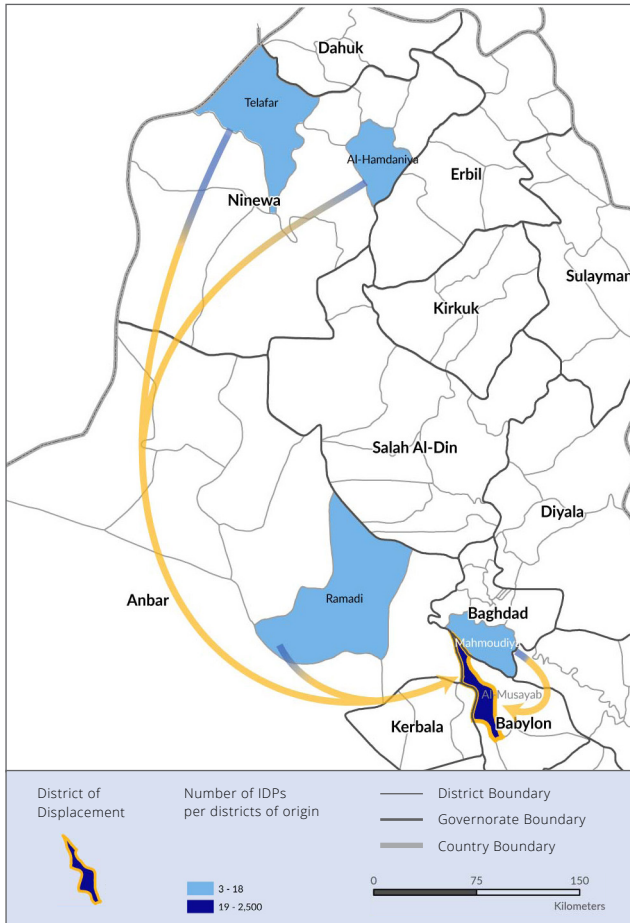 Dahuk
Telafar
Al-Hamdaniya
Erbil
Ninewa
Sulayman
Kirkuk
Salah Al-Din
Diyala
Anbar
Ramadi
Baghdad
Mahmoudiya
Al-Musayab
Kerbala
Babylon
District of
Displacement
Number of IDPs
per districts of origin
3 - 18
19 - 2,500
District Boundary
Governorate Boundary
Country Boundary
0 75 150
Kilometers